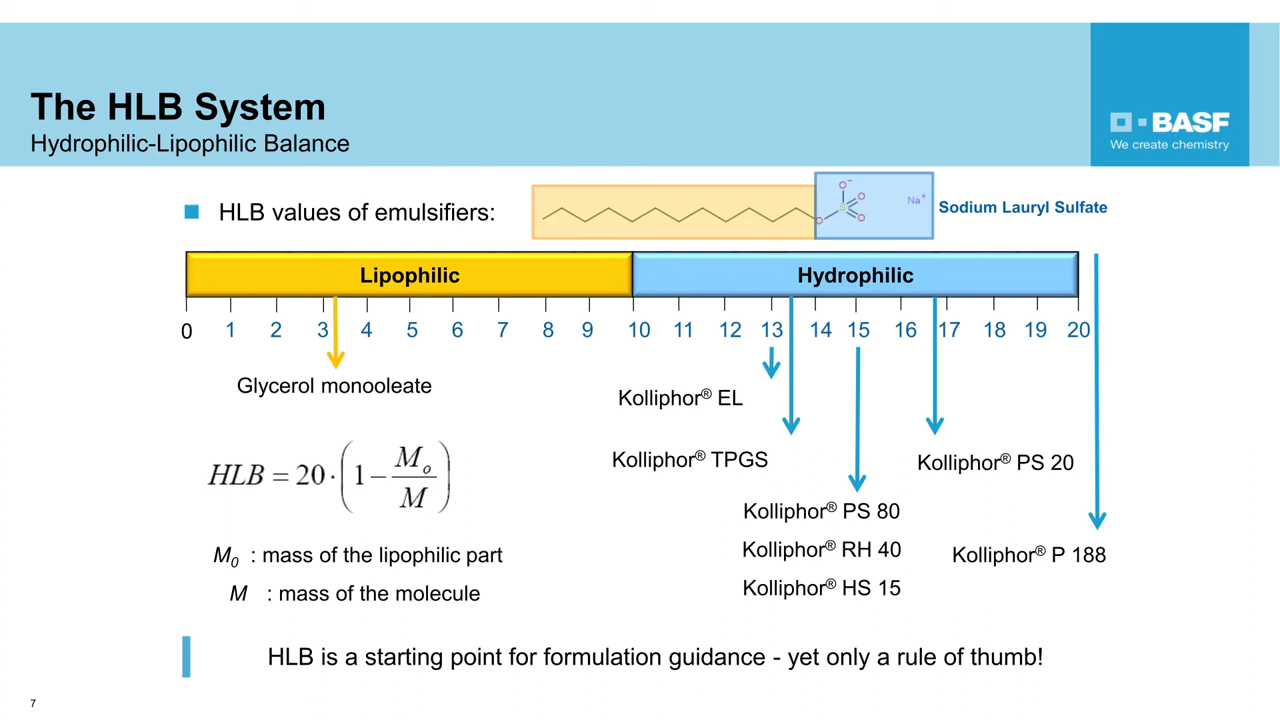 The HLB System
Hydrophilic-Lipophilic Balance
BASF
We create chemistry
HLB values of emulsifiers:
O⁻
O
S
O
O
Na⁺
Sodium Lauryl Sulfate
Lipophilic
Hydrophilic
0 1 2 3 4 5 6 7 8 9 10 11 12 13 14 15 16 17 18 19 20
Glycerol monooleate
Kolliphor® EL
Kolliphor® TPGS
Kolliphor® PS 20
HLB = 20 · (1 − Mo/M)
Kolliphor® PS 80
Kolliphor® RH 40
Kolliphor® HS 15
Kolliphor® P 188
M₀ : mass of the lipophilic part
M : mass of the molecule
HLB is a starting point for formulation guidance - yet only a rule of thumb!
7